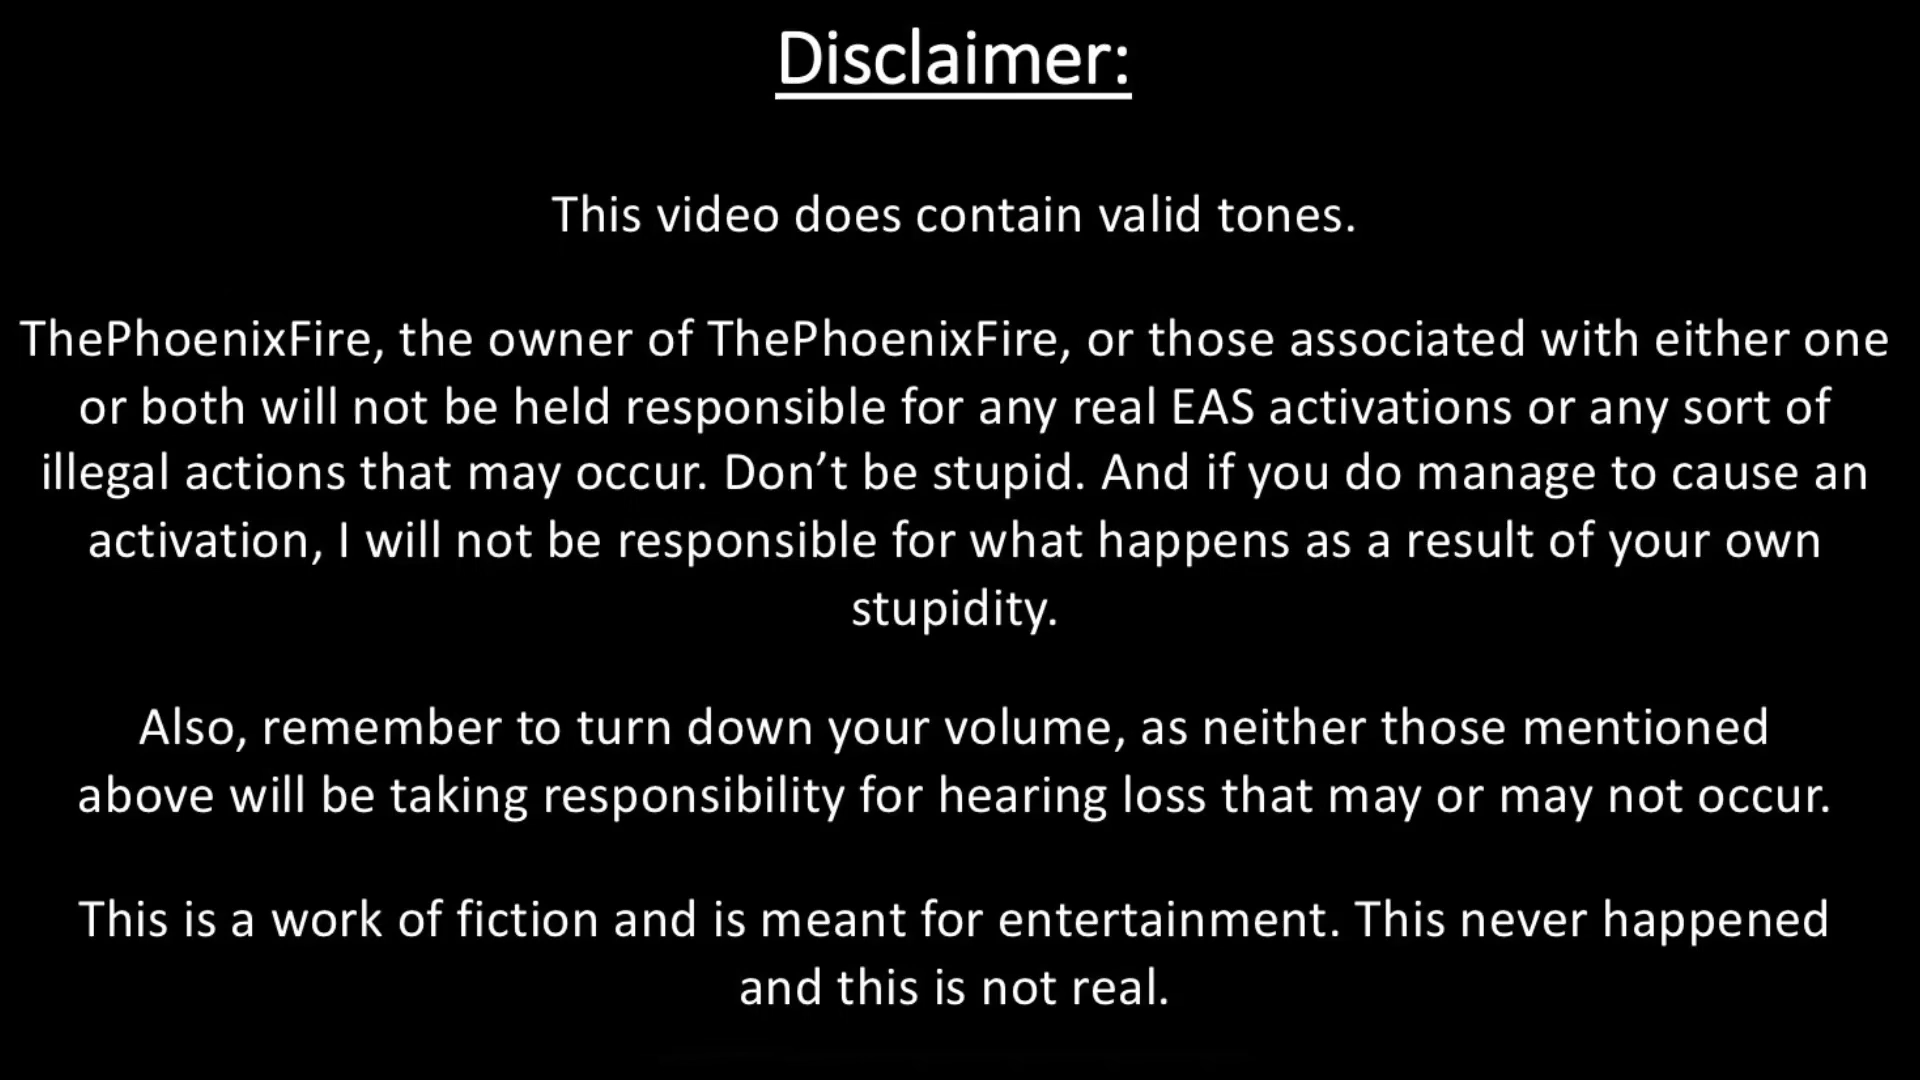 Disclaimer:
This video does contain valid tones.
ThePhoenixFire, the owner of ThePhoenixFire, or those associated with either one
or both will not be held responsible for any real EAS activations or any sort of
illegal actions that may occur. Don’t be stupid. And if you do manage to cause an
activation, I will not be responsible for what happens as a result of your own
stupidity.
Also, remember to turn down your volume, as neither those mentioned
above will be taking responsibility for hearing loss that may or may not occur.
This is a work of fiction and is meant for entertainment. This never happened
and this is not real.